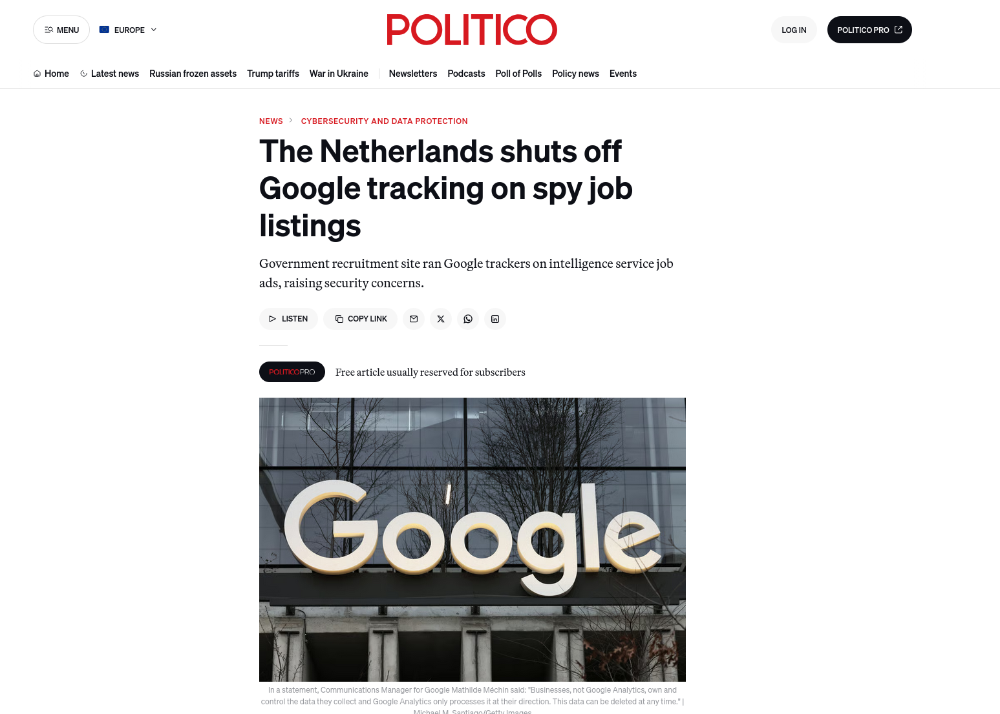 MENU
EUROPE
POLITICO
LOG IN
POLITICO PRO
Home
Latest news
Russian frozen assets
Trump tariffs
War in Ukraine
Newsletters
Podcasts
Poll of Polls
Policy news
Events
NEWS
CYBERSECURITY AND DATA PROTECTION
The Netherlands shuts off
Google tracking on spy job
listings
Government recruitment site ran Google trackers on intelligence service job
ads, raising security concerns.
LISTEN
COPY LINK
POLITICOPRO
Free article usually reserved for subscribers
Google
In a statement, Communications Manager for Google Mathilde Méchin said: "Businesses, not Google Analytics, own and
control the data they collect and Google Analytics only processes it at their direction. This data can be deleted at any time." |
Michael M. Santiago/Getty Images